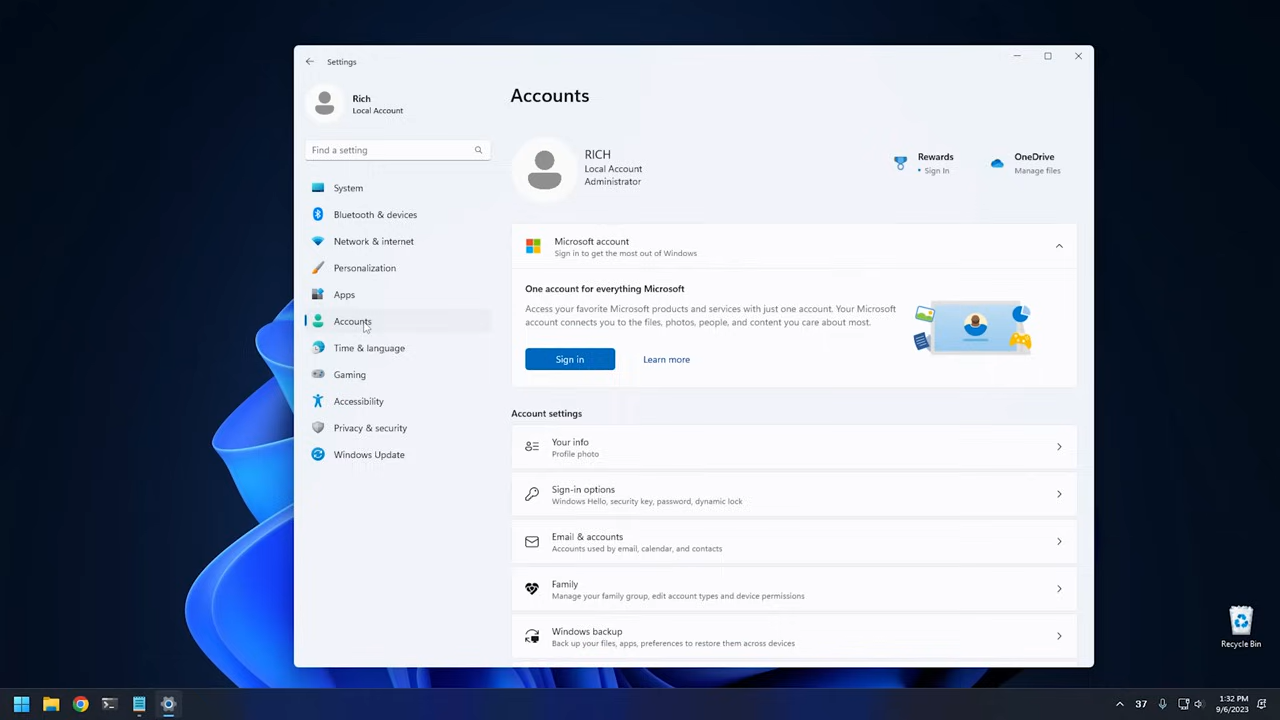 Settings
Rich
Local Account
Find a setting
System
Bluetooth & devices
Network & internet
Personalization
Apps
Accounts
Time & language
Gaming
Accessibility
Privacy & security
Windows Update
Accounts
RICH
Local Account
Administrator
Rewards
• Sign In
OneDrive
Manage files
Microsoft account
Sign in to get the most out of Windows
One account for everything Microsoft
Access your favorite Microsoft products and services with just one account. Your Microsoft
account connects you to the files, photos, people, and content you care about most.
Sign in
Learn more
Account settings
Your info
Profile photo
Sign-in options
Windows Hello, security key, password, dynamic lock
Email & accounts
Accounts used by email, calendar, and contacts
Family
Manage your family group, edit account types and device permissions
Windows backup
Back up your files, apps, preferences to restore them across devices
Recycle Bin
37
1:32 PM
9/6/2023